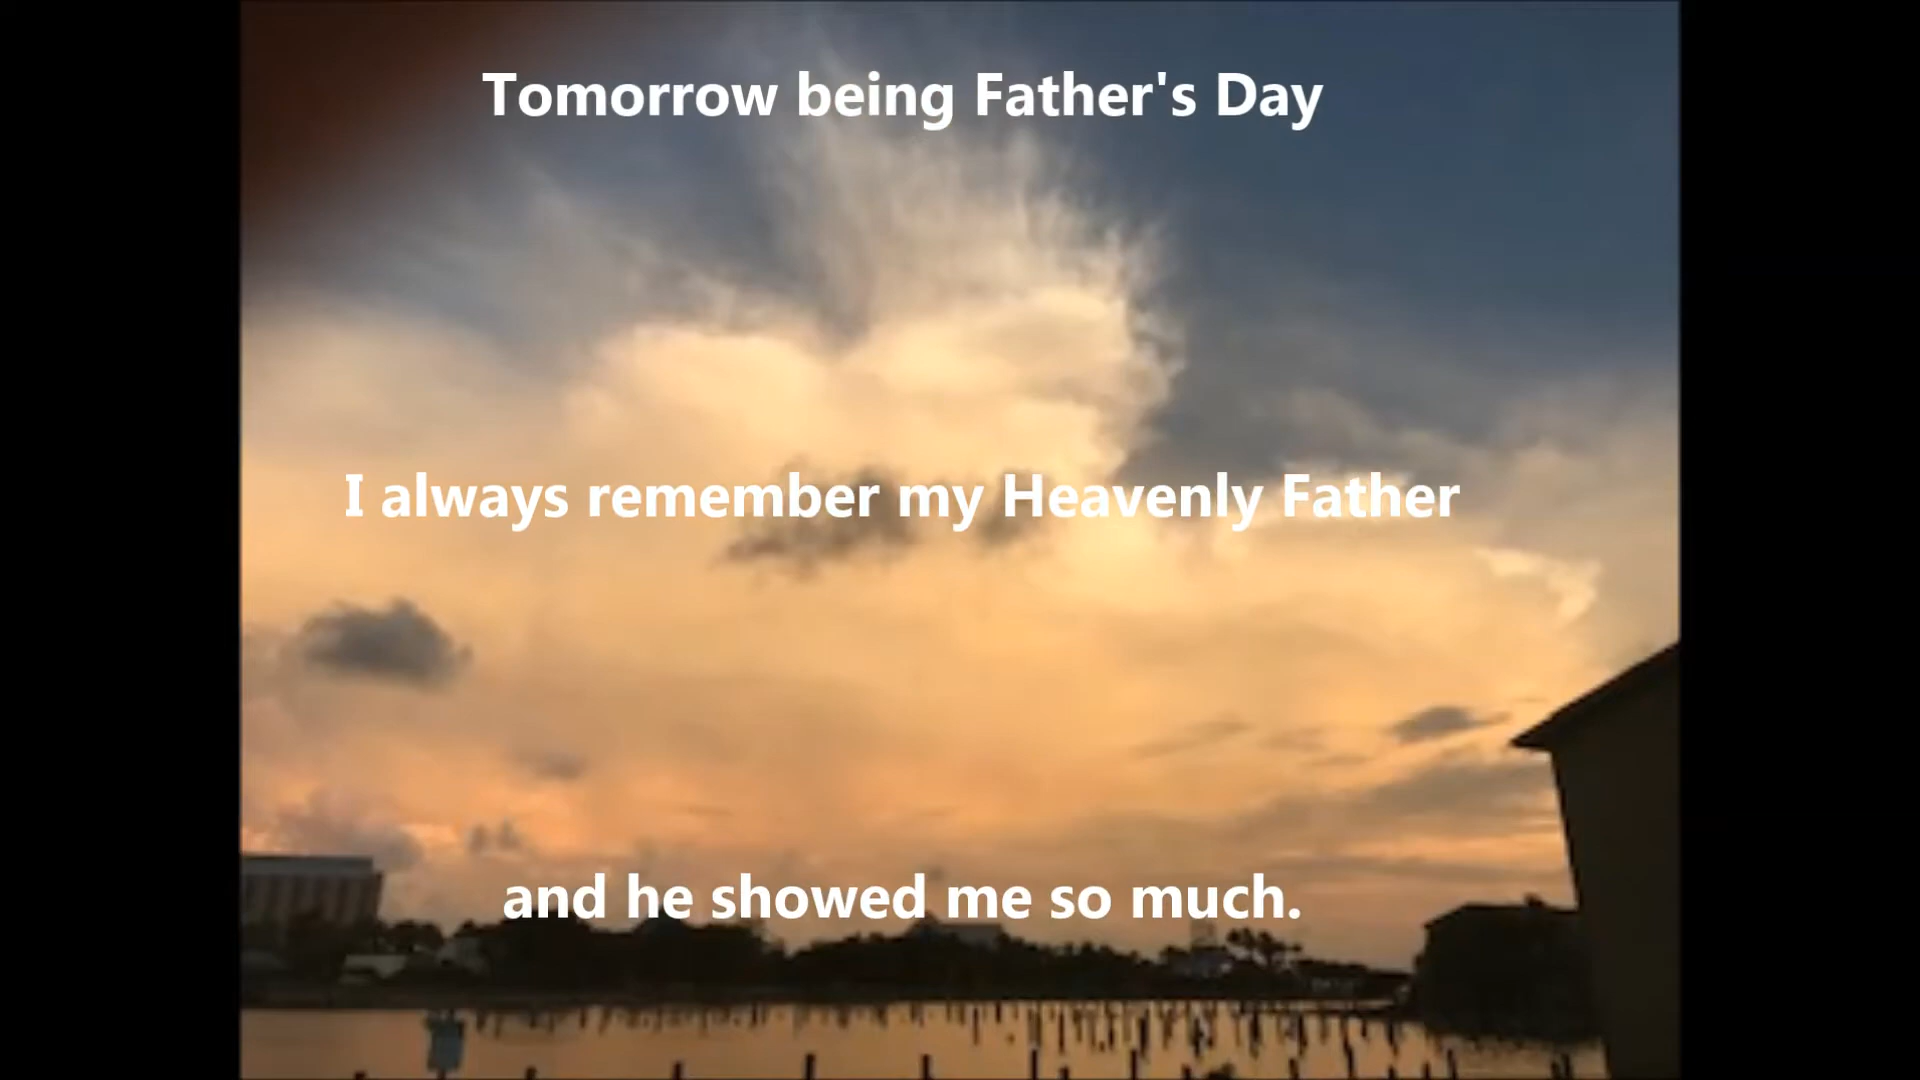 Tomorrow being Father's Day
I always remember my Heavenly Father
and he showed me so much.